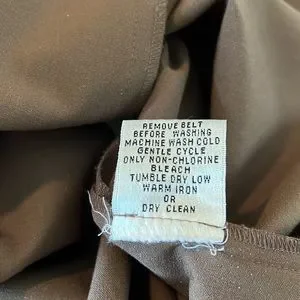 REMOVE BELT
BEFORE WASHING
MACHINE WASH COLD
GENTLE CYCLE
ONLY NON-CHLORINE
BLEACH
TUMBLE DRY LOW
WARM IRON
OR
DRY CLEAN